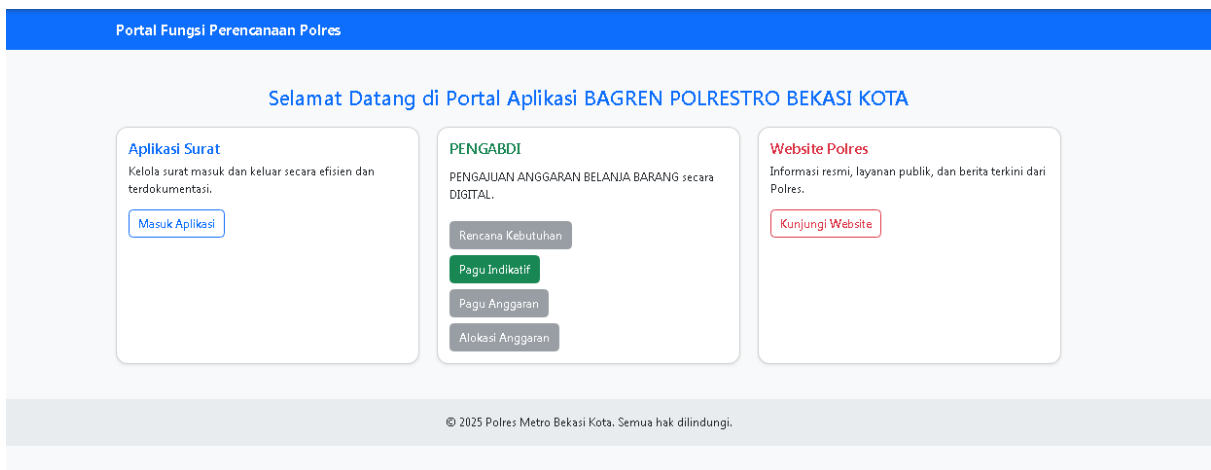 Portal Fungsi Perencanaan Polres
Selamat Datang di Portal Aplikasi BAGREN POLRESTRO BEKASI KOTA
Aplikasi Surat
Kelola surat masuk dan keluar secara efisien dan
terdokumentasi.
Masuk Aplikasi
PENGABDI
PENGAJUAN ANGGARAN BELANJA BARANG secara
DIGITAL.
Rencana Kebutuhan
Pagu Indikatif
Pagu Anggaran
Alokasi Anggaran
Website Polres
Informasi resmi, layanan publik, dan berita terkini dari
Polres.
Kunjungi Website
© 2025 Polres Metro Bekasi Kota. Semua hak dilindungi.